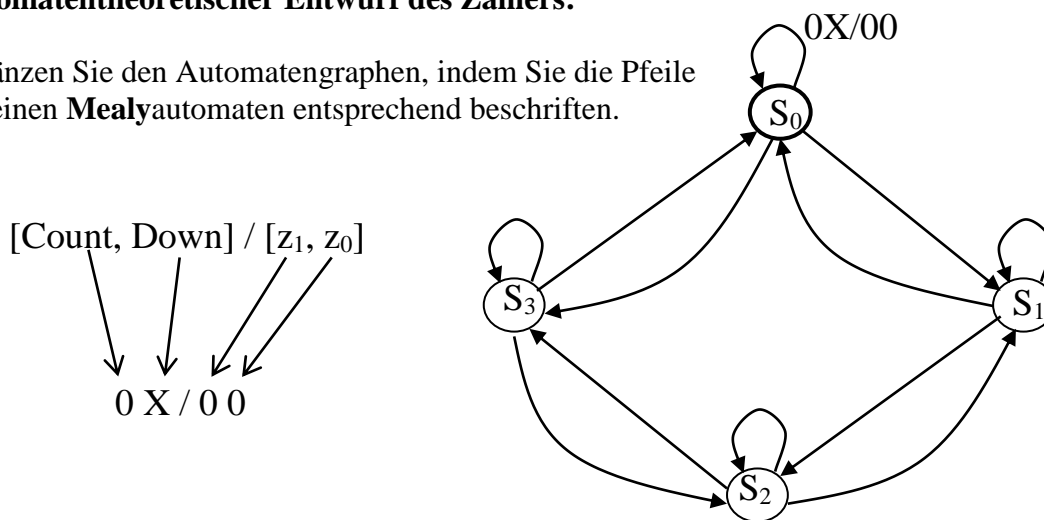 omatentheoretischer Entwurf des Zählers:
änzen Sie den Automatengraphen, indem Sie die Pfeile
einen Mealyautomaten entsprechend beschriften.
0X/00
S₀
[Count, Down] / [z₁, z₀]
S₃
S₁
0 X / 0 0
S₂